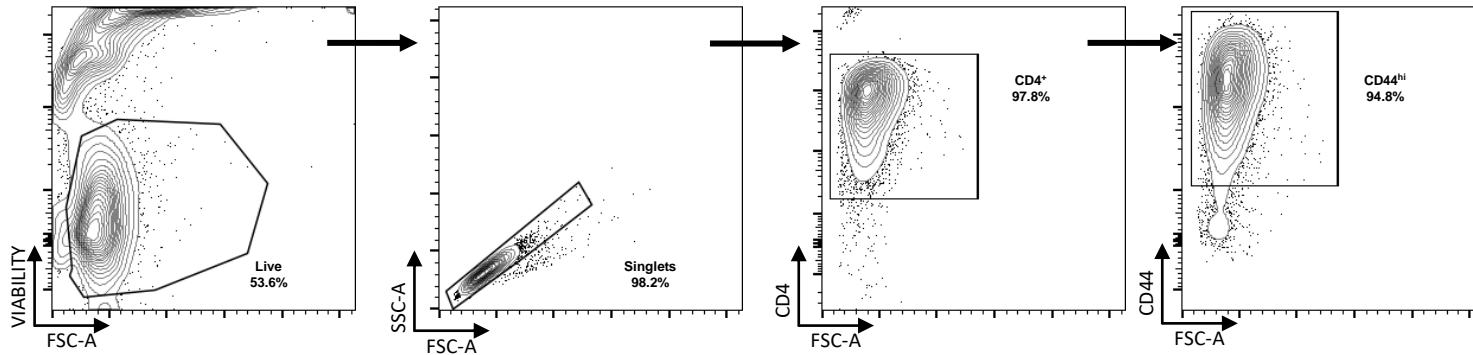 VIABILITY
Live
53.6%
FSC-A
SSC-A
Singlets
98.2%
FSC-A
CD4
CD4+
97.8%
FSC-A
CD44
CD44hi
94.8%
FSC-A